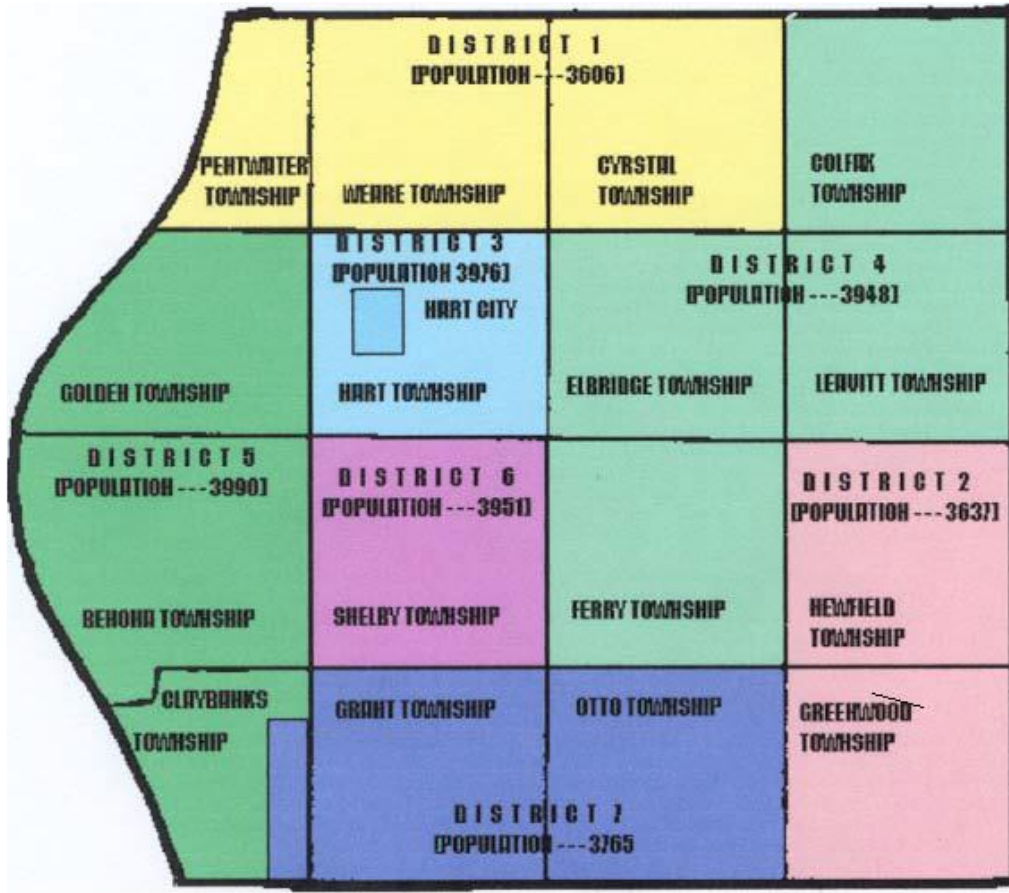 DISTRICT 1
[POPULATION---3606]
PENTWATER
TOWNSHIP
WEARE TOWNSHIP
CYRSTAL
TOWNSHIP
COLFAX
TOWNSHIP
DISTRICT 3
[POPULATION 3976]
HART CITY
DISTRICT 4
[POPULATION---3948]
GOLDEN TOWNSHIP
HART TOWNSHIP
ELBRIDGE TOWNSHIP
LEAVITT TOWNSHIP
DISTRICT 5
[POPULATION---3990]
DISTRICT 6
[POPULATION---3951]
DISTRICT 2
[POPULATION---3637]
BENONA TOWNSHIP
SHELBY TOWNSHIP
FERRY TOWNSHIP
NEWFIELD
TOWNSHIP
CLAYBANKS
TOWNSHIP
GRANT TOWNSHIP
OTTO TOWNSHIP
GREENWOOD
TOWNSHIP
DISTRICT 7
[POPULATION---3765